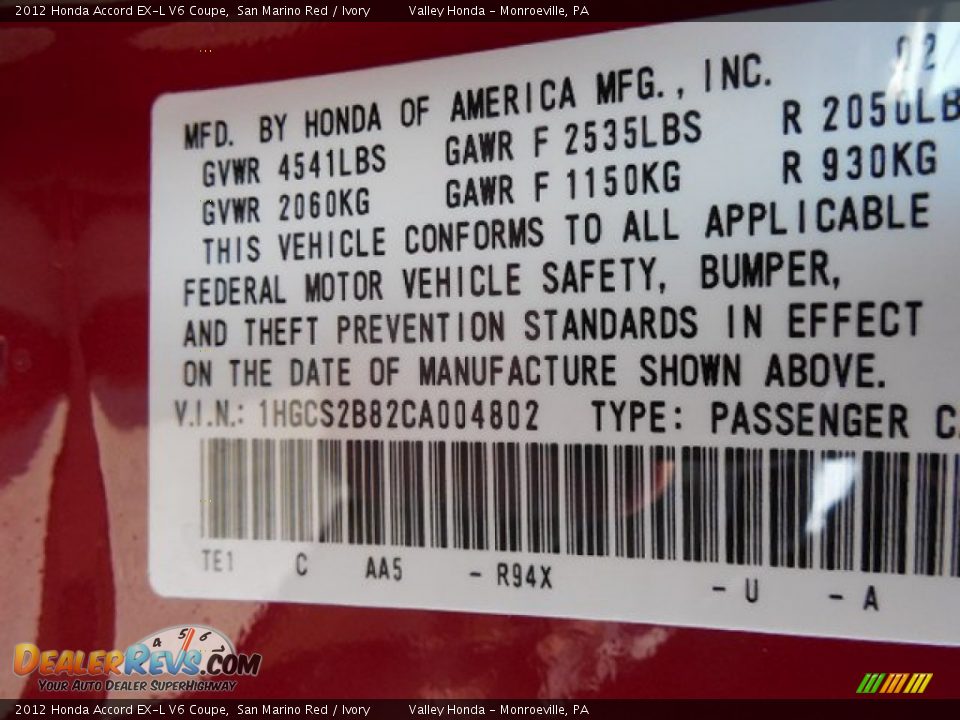 2012 Honda Accord EX-L V6 Coupe, San Marino Red / Ivory Valley Honda - Monroeville, PA
02
MFD. BY HONDA OF AMERICA MFG., INC.
GVWR 4541LBS GAWR F 2535LBS R 2050LB
GVWR 2060KG GAWR F 1150KG R 930KG
THIS VEHICLE CONFORMS TO ALL APPLICABLE
FEDERAL MOTOR VEHICLE SAFETY, BUMPER,
AND THEFT PREVENTION STANDARDS IN EFFECT
ON THE DATE OF MANUFACTURE SHOWN ABOVE.
V.I.N.: 1HGCS2B82CA004802 TYPE: PASSENGER C
TE1 C AA5 - R94X - U - A
4 5 6
DEALERREVS.COM
YOUR AUTO DEALER SUPERHIGHWAY
2012 Honda Accord EX-L V6 Coupe, San Marino Red / Ivory Valley Honda - Monroeville, PA